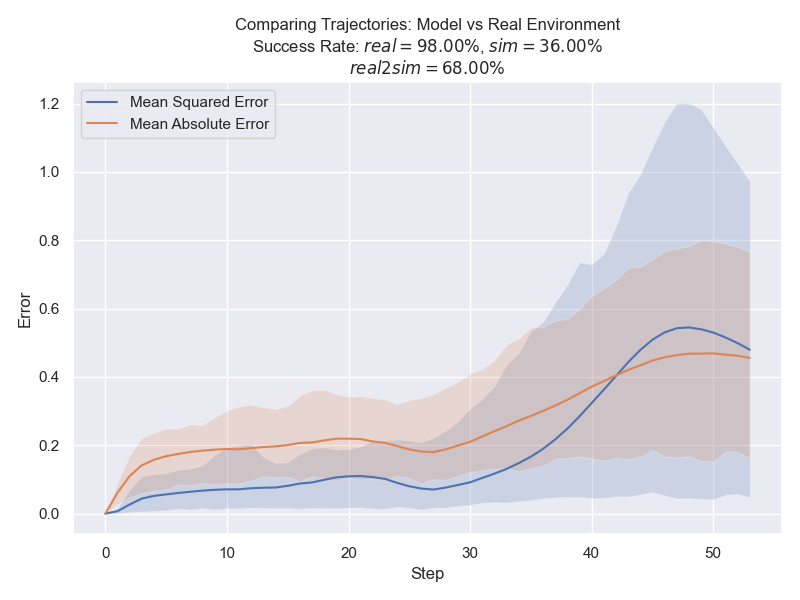 Comparing Trajectories: Model vs Real Environment
Success Rate: real = 98.00%, sim = 36.00%
real2sim = 68.00%
Mean Squared Error
Mean Absolute Error
1.2
1.0
0.8
0.6
0.4
0.2
0.0
Error
0 10 20 30 40 50
Step